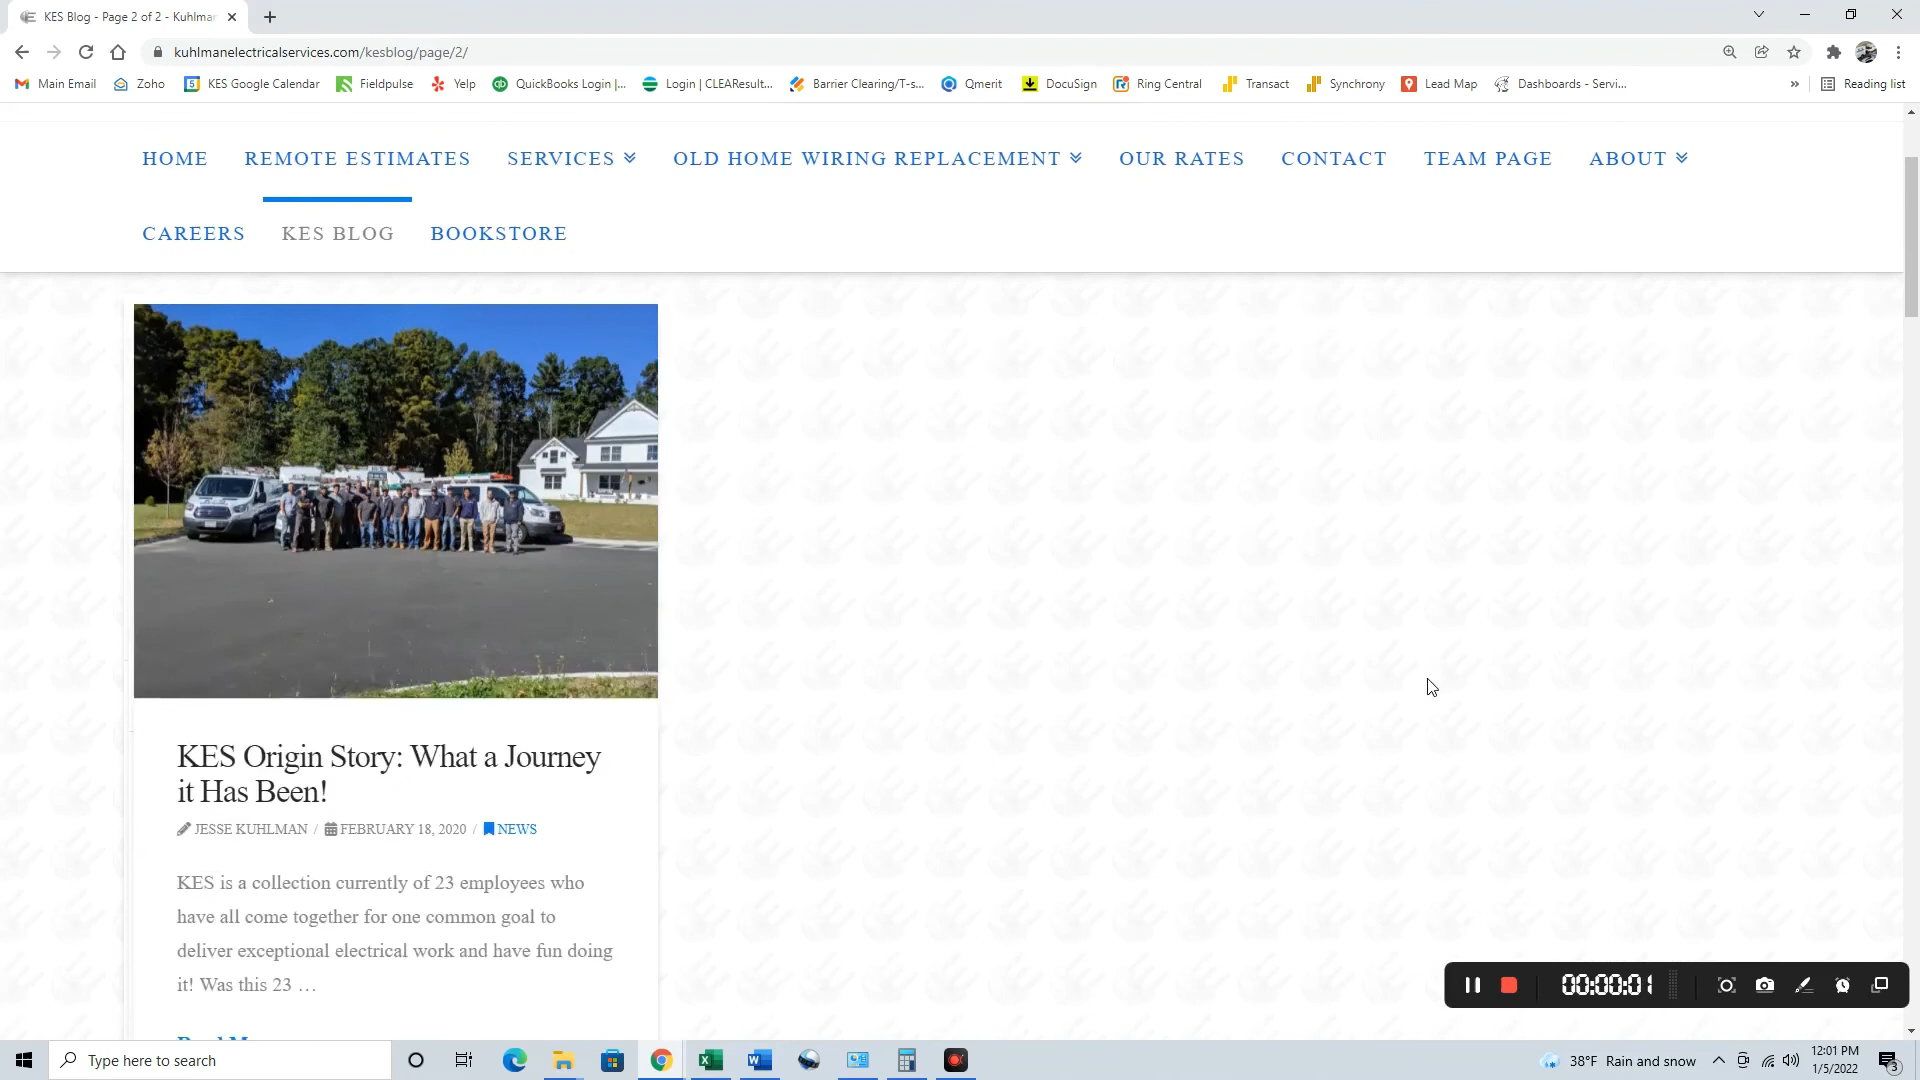 KES Blog - Page 2 of 2 - Kuhlman
kuhlmanelectricalservices.com/kesblog/page/2/
Main Email Zoho KES Google Calendar Fieldpulse Yelp QuickBooks Login |... Login | CLEAResult... Barrier Clearing/T-s... Qmerit DocuSign Ring Central Transact Synchrony Lead Map Dashboards - Servi... » Reading list
HOME REMOTE ESTIMATES SERVICES OLD HOME WIRING REPLACEMENT OUR RATES CONTACT TEAM PAGE ABOUT
CAREERS KES BLOG BOOKSTORE
KES Origin Story: What a Journey
it Has Been!
JESSE KUHLMAN / FEBRUARY 18, 2020 / NEWS
KES is a collection currently of 23 employees who
have all come together for one common goal to
deliver exceptional electrical work and have fun doing
it! Was this 23 …
00:00:01
Type here to search
38°F Rain and snow
12:01 PM
1/5/2022
3